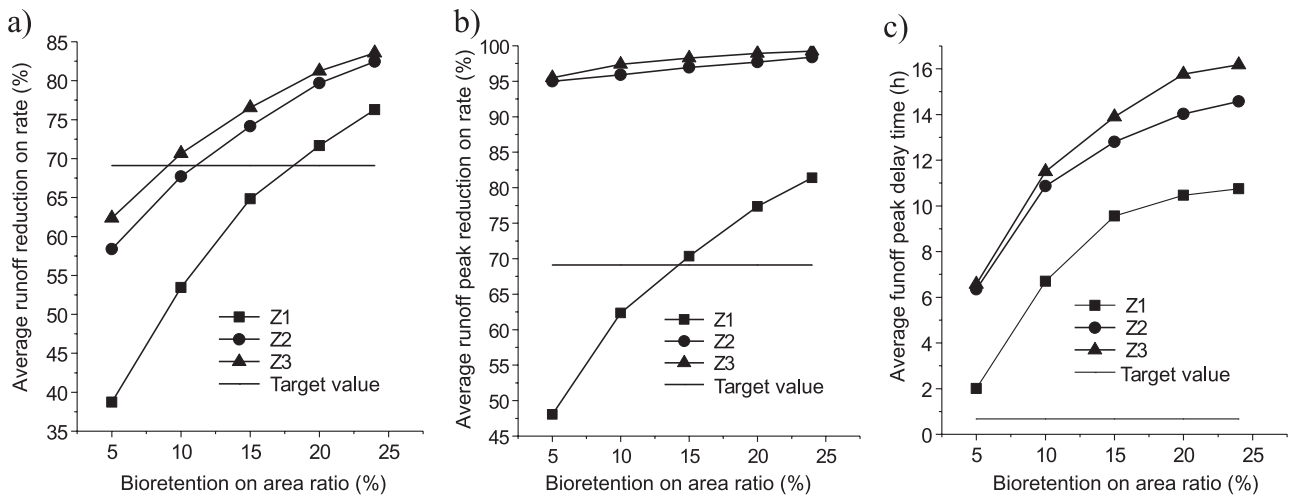 a)
Average runoff reduction on rate (%)
85
80
75
70
65
60
55
50
45
40
35
5 10 15 20 25
Bioretention on area ratio (%)
Z1
Z2
Z3
Target value
b)
Average runoff peak reduction on rate (%)
100
95
90
85
80
75
70
65
60
55
50
45
5 10 15 20 25
Bioretention on area ratio (%)
Z1
Z2
Z3
Target value
c)
Average funoff peak delay time (h)
16
14
12
10
8
6
4
2
0
5 10 15 20 25
Bioretention on area ratio (%)
Z1
Z2
Z3
Target value